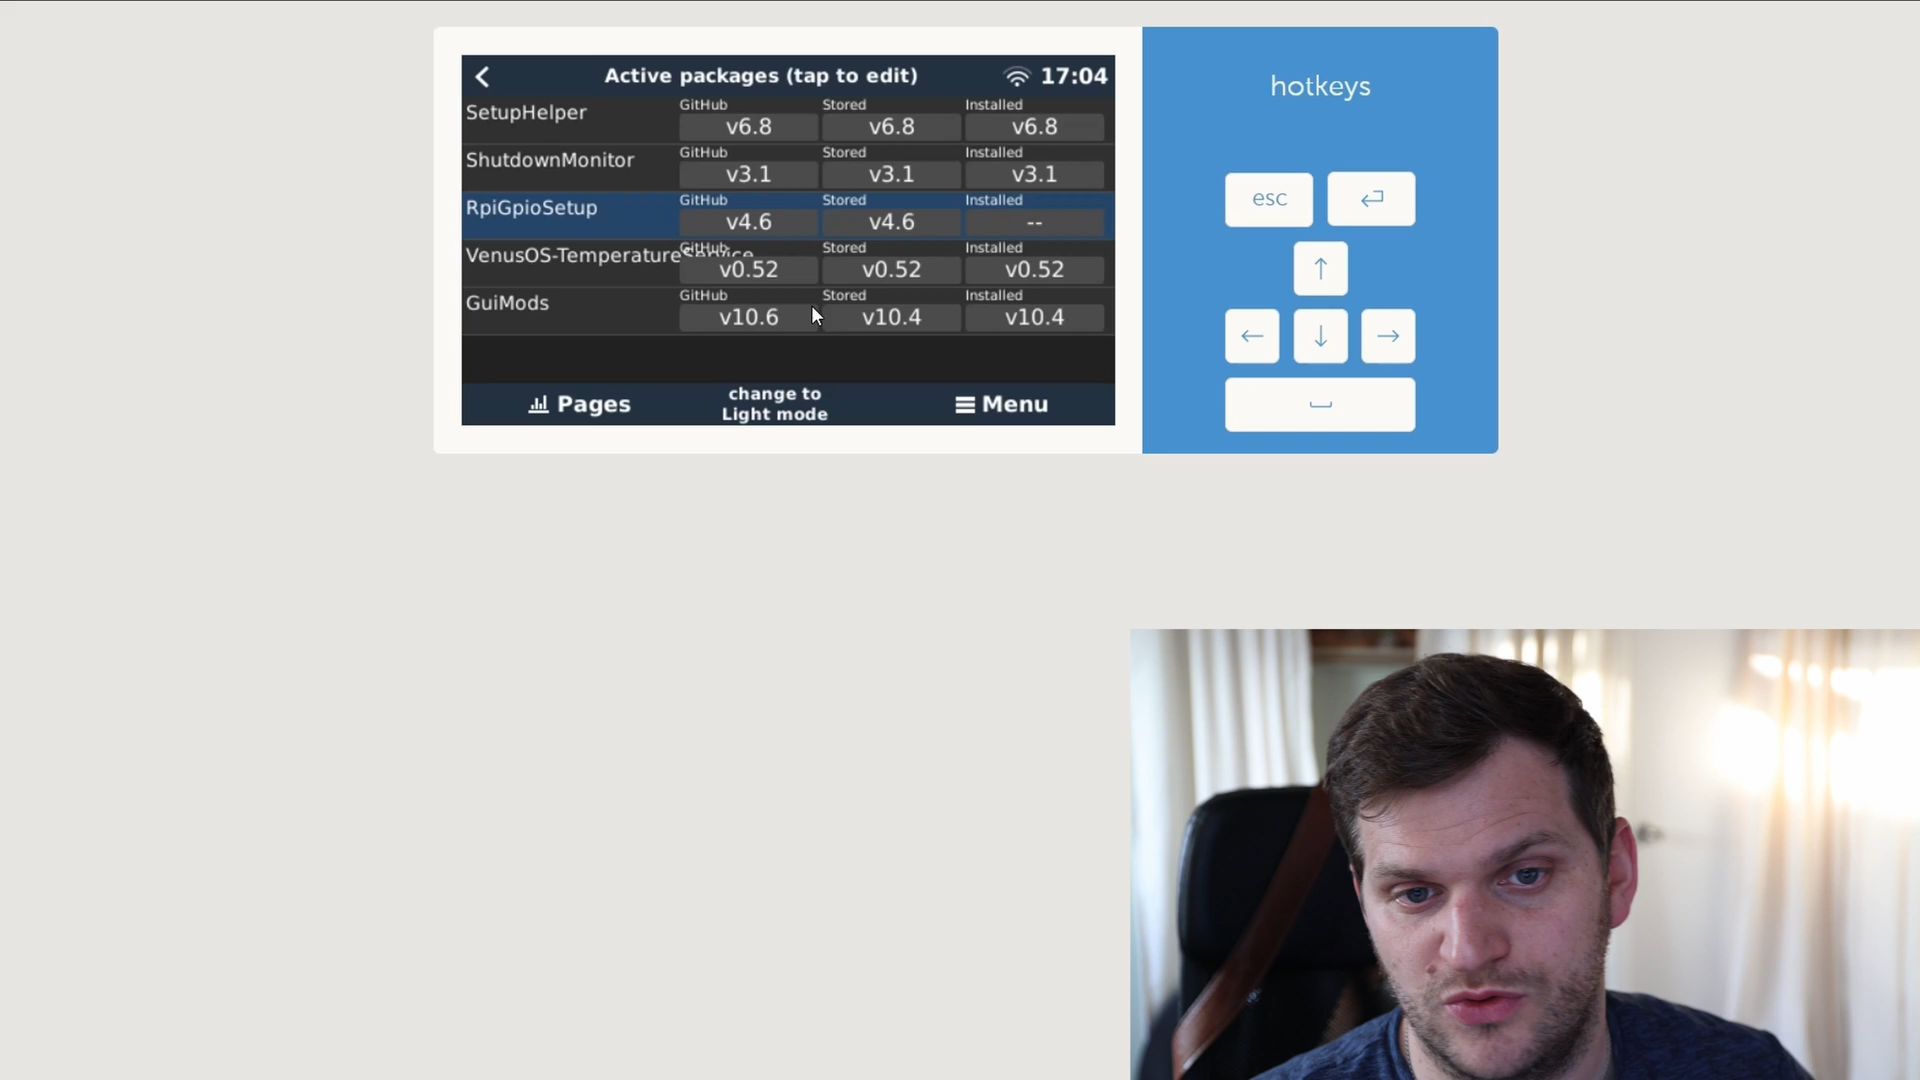 Active packages (tap to edit) 17:04
SetupHelper GitHub v6.8 Stored v6.8 Installed v6.8
ShutdownMonitor GitHub v3.1 Stored v3.1 Installed v3.1
RpiGpioSetup GitHub v4.6 Stored v4.6 Installed --
VenusOS-TemperatureService GitHub v0.52 Stored v0.52 Installed v0.52
GuiMods GitHub v10.6 Stored v10.4 Installed v10.4
Pages change to Light mode Menu
hotkeys
esc